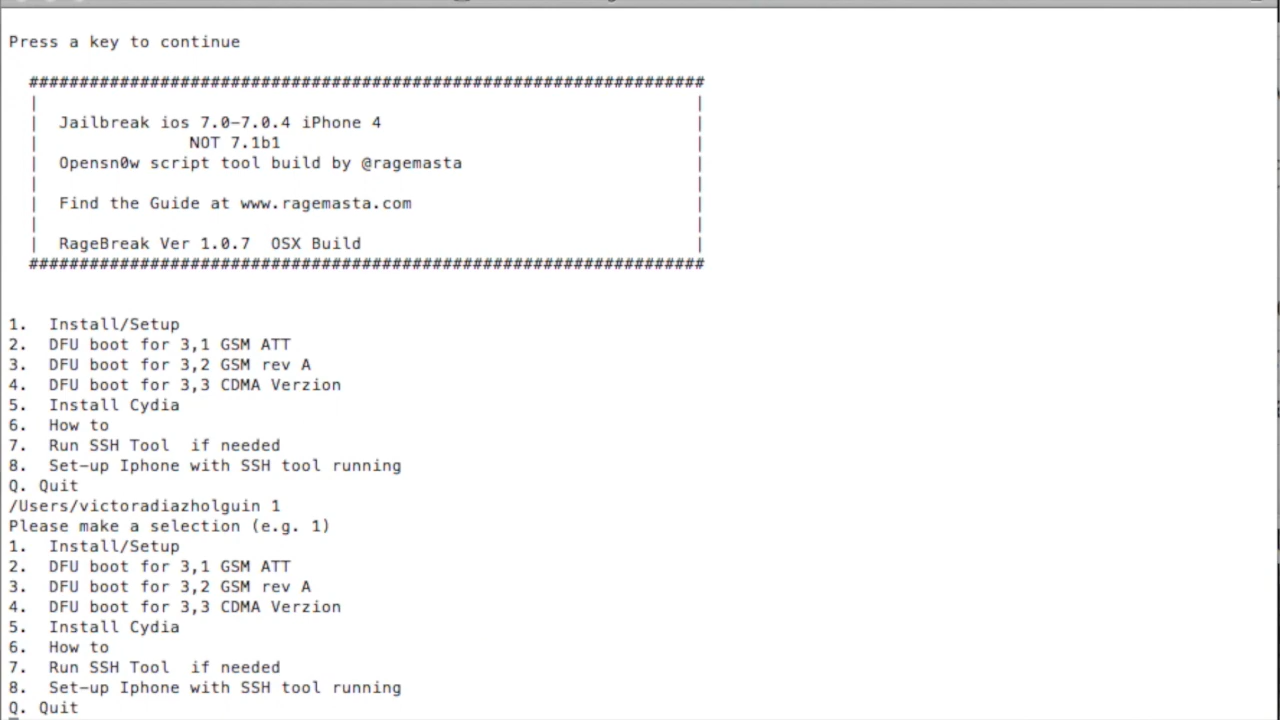 Press a key to continue
###################################################################
|                                                                  |
|  Jailbreak ios 7.0-7.0.4 iPhone 4                                |
|               NOT 7.1b1                                          |
|  Opensn0w script tool build by @ragemasta                        |
|                                                                  |
|  Find the Guide at www.ragemasta.com                             |
|                                                                  |
|  RageBreak Ver 1.0.7  OSX Build                                  |
###################################################################
1.  Install/Setup
2.  DFU boot for 3,1 GSM ATT
3.  DFU boot for 3,2 GSM rev A
4.  DFU boot for 3,3 CDMA Verzion
5.  Install Cydia
6.  How to
7.  Run SSH Tool  if needed
8.  Set-up Iphone with SSH tool running
Q. Quit
/Users/victoradiazholguin 1
Please make a selection (e.g. 1)
1.  Install/Setup
2.  DFU boot for 3,1 GSM ATT
3.  DFU boot for 3,2 GSM rev A
4.  DFU boot for 3,3 CDMA Verzion
5.  Install Cydia
6.  How to
7.  Run SSH Tool  if needed
8.  Set-up Iphone with SSH tool running
Q. Quit